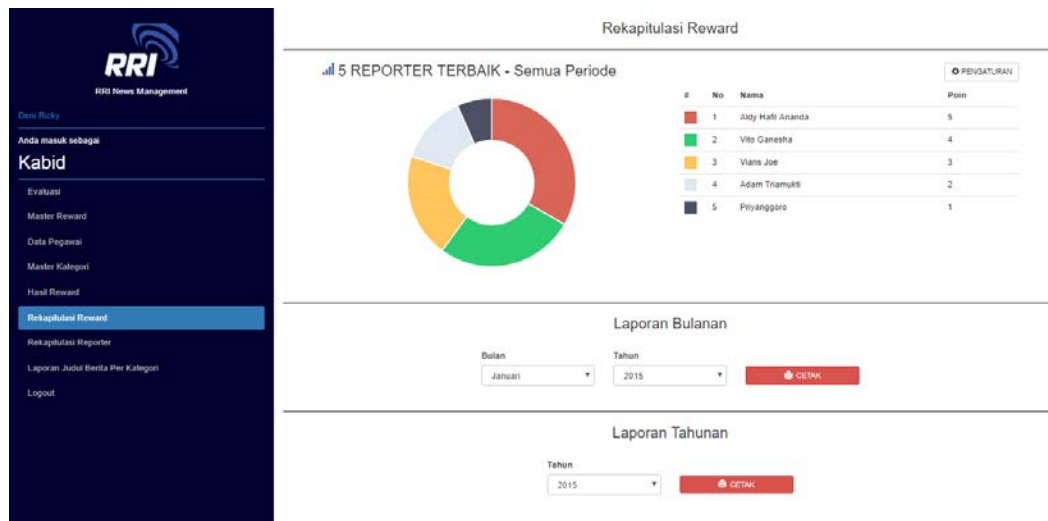 RRI
RRI News Management
Deni Rizky
Anda masuk sebagai
Kabid
Evaluasi
Master Reward
Data Pegawai
Master Kategori
Hasil Reward
Rekapitulasi Reward
Rekapitulasi Reporter
Laporan Judul Berita Per Kategori
Logout
Rekapitulasi Reward
5 REPORTER TERBAIK - Semua Periode
PENGATURAN
# No Nama Poin
1 Aldy Hafil Ananda 5
2 Vito Ganesha 4
3 Vians Joe 3
4 Adam Triamukti 2
5 Priyanggoro 1
Laporan Bulanan
Bulan Tahun
Januari 2015 CETAK
Laporan Tahunan
Tahun
2015 CETAK